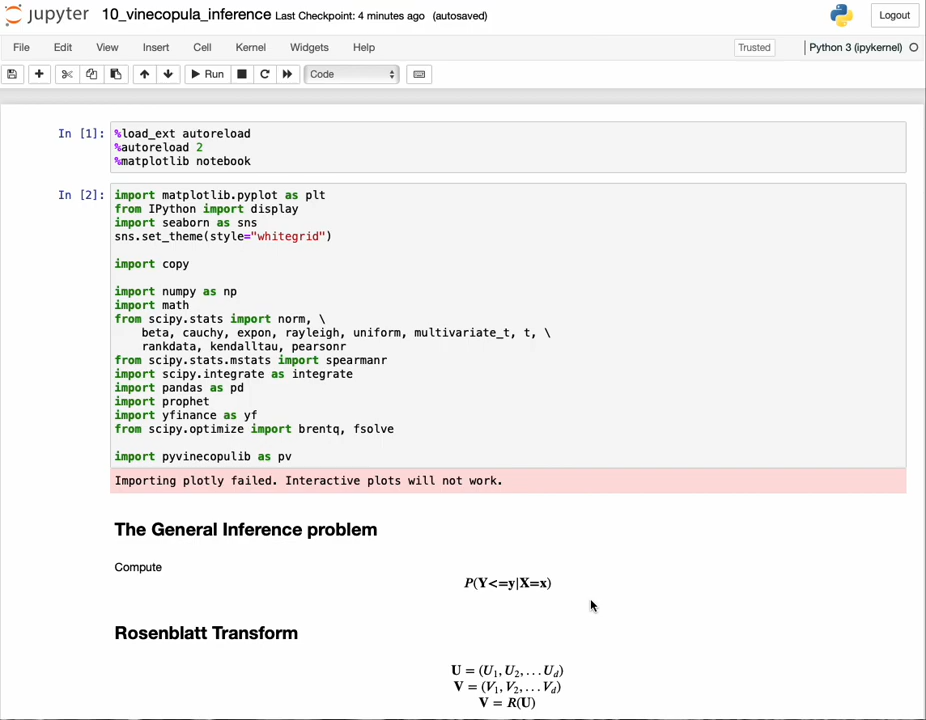 jupyter 10_vinecopula_inference Last Checkpoint: 4 minutes ago (autosaved) Logout
File Edit View Insert Cell Kernel Widgets Help Trusted Python 3 (ipykernel)
Run Code
In [1]: %load_ext autoreload
%autoreload 2
%matplotlib notebook
In [2]: import matplotlib.pyplot as plt
from IPython import display
import seaborn as sns
sns.set_theme(style="whitegrid")
import copy
import numpy as np
import math
from scipy.stats import norm, \
beta, cauchy, expon, rayleigh, uniform, multivariate_t, t, \
rankdata, kendalltau, pearsonr
from scipy.stats.mstats import spearmanr
import scipy.integrate as integrate
import pandas as pd
import prophet
import yfinance as yf
from scipy.optimize import brentq, fsolve
import pyvinecopulib as pv
Importing plotly failed. Interactive plots will not work.
The General Inference problem
Compute
P(Y<=y|X=x)
Rosenblatt Transform
U = (U₁, U₂, … U_d)
V = (V₁, V₂, … V_d)
V = R(U)